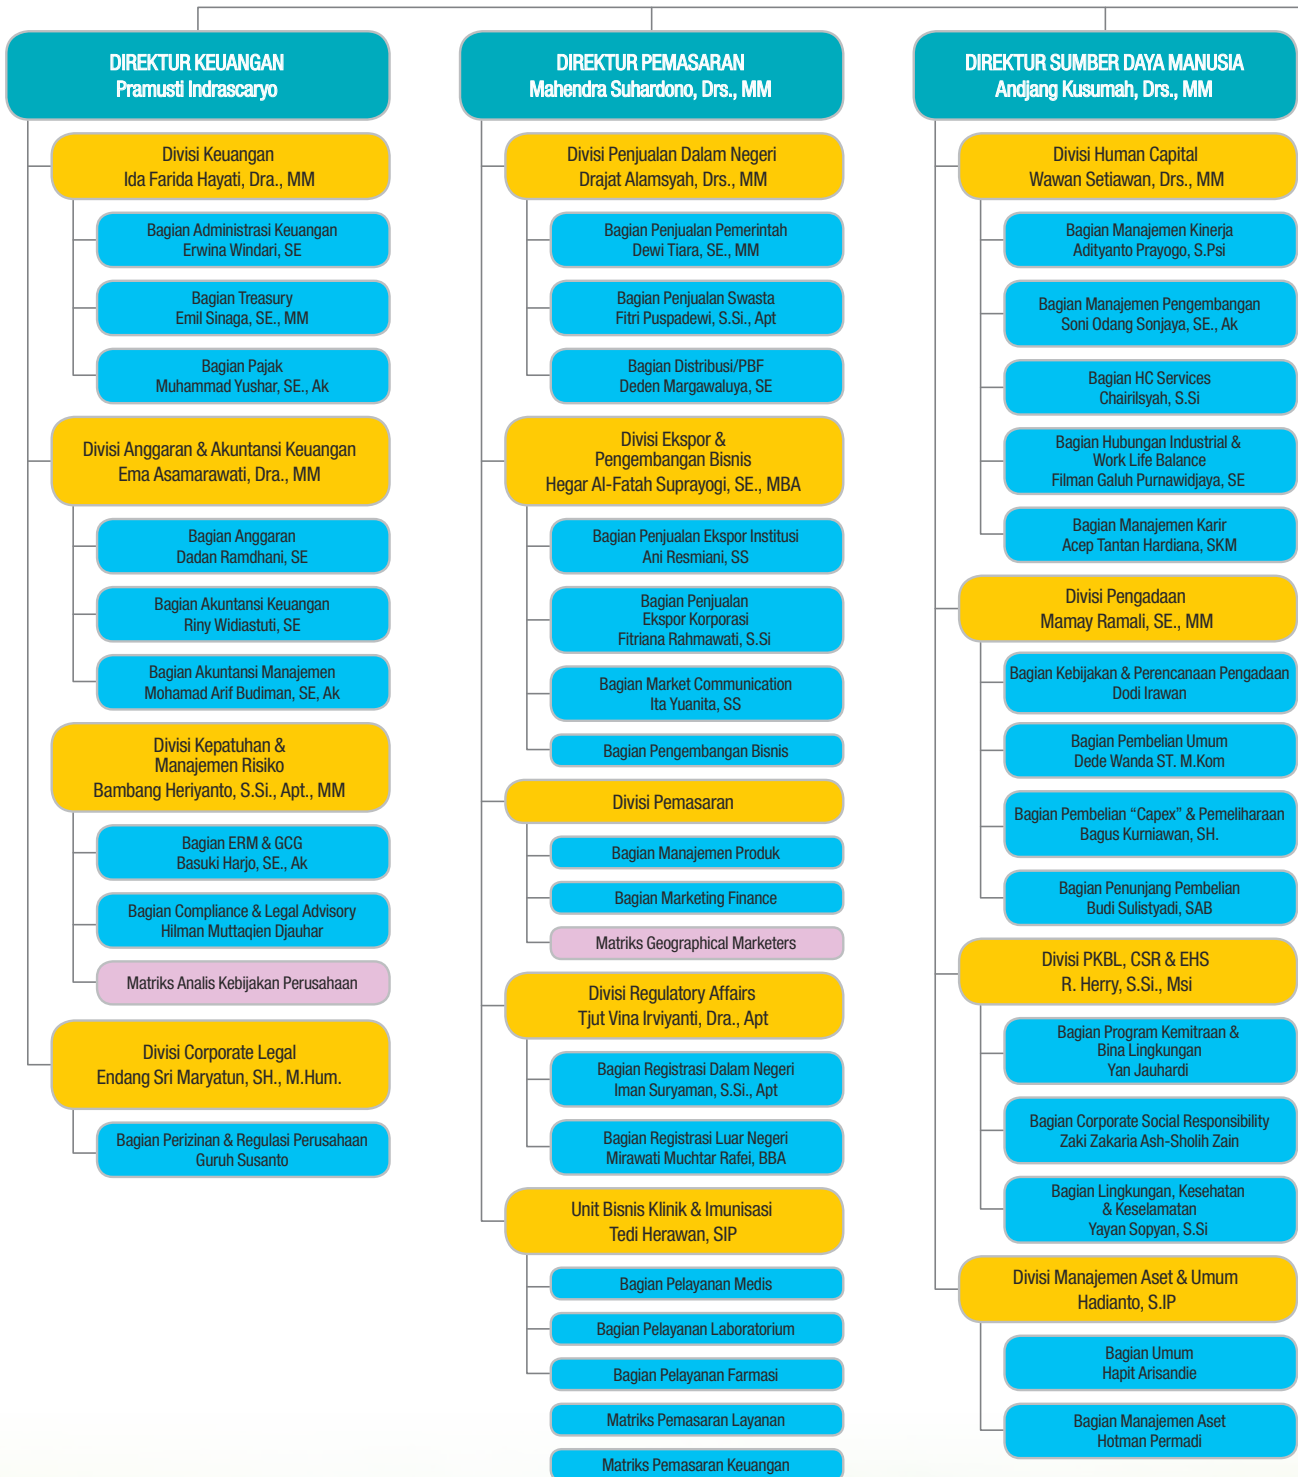 DIREKTUR KEUANGAN
Pramusti Indrascaryo
Divisi Keuangan
Ida Farida Hayati, Dra., MM
Bagian Administrasi Keuangan
Erwina Windari, SE
Bagian Treasury
Emil Sinaga, SE., MM
Bagian Pajak
Muhammad Yushar, SE., Ak
Divisi Anggaran & Akuntansi Keuangan
Ema Asamarawati, Dra., MM
Bagian Anggaran
Dadan Ramdhani, SE
Bagian Akuntansi Keuangan
Riny Widiastuti, SE
Bagian Akuntansi Manajemen
Mohamad Arif Budiman, SE, Ak
Divisi Kepatuhan &
Manajemen Risiko
Bambang Heriyanto, S.Si., Apt., MM
Bagian ERM & GCG
Basuki Harjo, SE., Ak
Bagian Compliance & Legal Advisory
Hilman Muttaqien Djauhar
Matriks Analis Kebijakan Perusahaan
Divisi Corporate Legal
Endang Sri Maryatun, SH., M.Hum.
Bagian Perizinan & Regulasi Perusahaan
Guruh Susanto
DIREKTUR PEMASARAN
Mahendra Suhardono, Drs., MM
Divisi Penjualan Dalam Negeri
Drajat Alamsyah, Drs., MM
Bagian Penjualan Pemerintah
Dewi Tiara, SE., MM
Bagian Penjualan Swasta
Fitri Puspadewi, S.Si., Apt
Bagian Distribusi/PBF
Deden Margawaluya, SE
Divisi Ekspor &
Pengembangan Bisnis
Hegar Al-Fatah Suprayogi, SE., MBA
Bagian Penjualan Ekspor Institusi
Ani Resmiani, SS
Bagian Penjualan
Ekspor Korporasi
Fitriana Rahmawati, S.Si
Bagian Market Communication
Ita Yuanita, SS
Bagian Pengembangan Bisnis
Divisi Pemasaran
Bagian Manajemen Produk
Bagian Marketing Finance
Matriks Geographical Marketers
Divisi Regulatory Affairs
Tjut Vina Irviyanti, Dra., Apt
Bagian Registrasi Dalam Negeri
Iman Suryaman, S.Si., Apt
Bagian Registrasi Luar Negeri
Mirawati Muchtar Rafei, BBA
Unit Bisnis Klinik & Imunisasi
Tedi Herawan, SIP
Bagian Pelayanan Medis
Bagian Pelayanan Laboratorium
Bagian Pelayanan Farmasi
Matriks Pemasaran Layanan
Matriks Pemasaran Keuangan
DIREKTUR SUMBER DAYA MANUSIA
Andjang Kusumah, Drs., MM
Divisi Human Capital
Wawan Setiawan, Drs., MM
Bagian Manajemen Kinerja
Adityanto Prayogo, S.Psi
Bagian Manajemen Pengembangan
Soni Odang Sonjaya, SE., Ak
Bagian HC Services
Chairilsyah, S.Si
Bagian Hubungan Industrial &
Work Life Balance
Filman Galuh Purnawidjaya, SE
Bagian Manajemen Karir
Acep Tantan Hardiana, SKM
Divisi Pengadaan
Mamay Ramali, SE., MM
Bagian Kebijakan & Perencanaan Pengadaan
Dodi Irawan
Bagian Pembelian Umum
Dede Wanda ST. M.Kom
Bagian Pembelian “Capex” & Pemeliharaan
Bagus Kurniawan, SH.
Bagian Penunjang Pembelian
Budi Sulistyadi, SAB
Divisi PKBL, CSR & EHS
R. Herry, S.Si., Msi
Bagian Program Kemitraan &
Bina Lingkungan
Yan Jauhardi
Bagian Corporate Social Responsibility
Zaki Zakaria Ash-Sholih Zain
Bagian Lingkungan, Kesehatan
& Keselamatan
Yayan Sopyan, S.Si
Divisi Manajemen Aset & Umum
Hadianto, S.IP
Bagian Umum
Hapit Arisandie
Bagian Manajemen Aset
Hotman Permadi